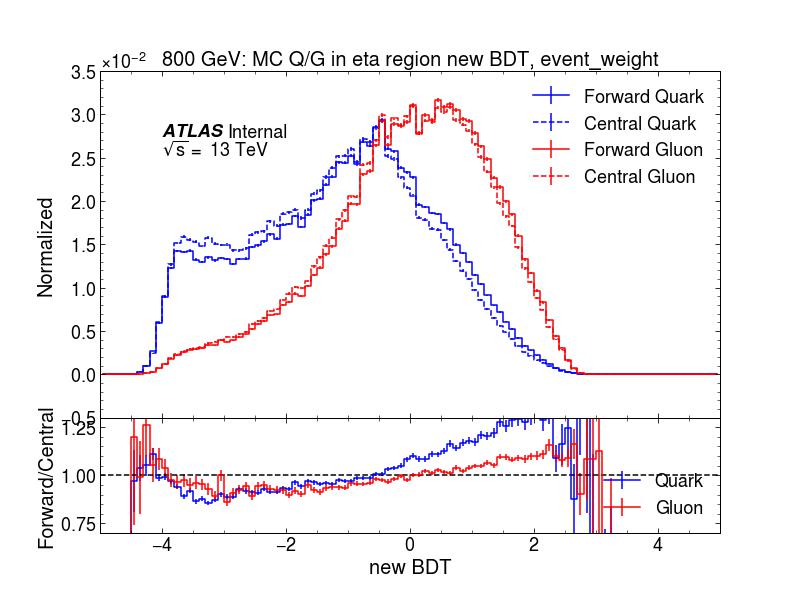 ×10⁻² 800 GeV: MC Q/G in eta region new BDT, event_weight
3.5
3.0
2.5
2.0
1.5
1.0
0.5
0.0
Normalized
ATLAS Internal
√s = 13 TeV
Forward Quark
Central Quark
Forward Gluon
Central Gluon
1.25
1.00
0.75
Forward/Central
Quark
Gluon
−4 −2 0 2 4
new BDT